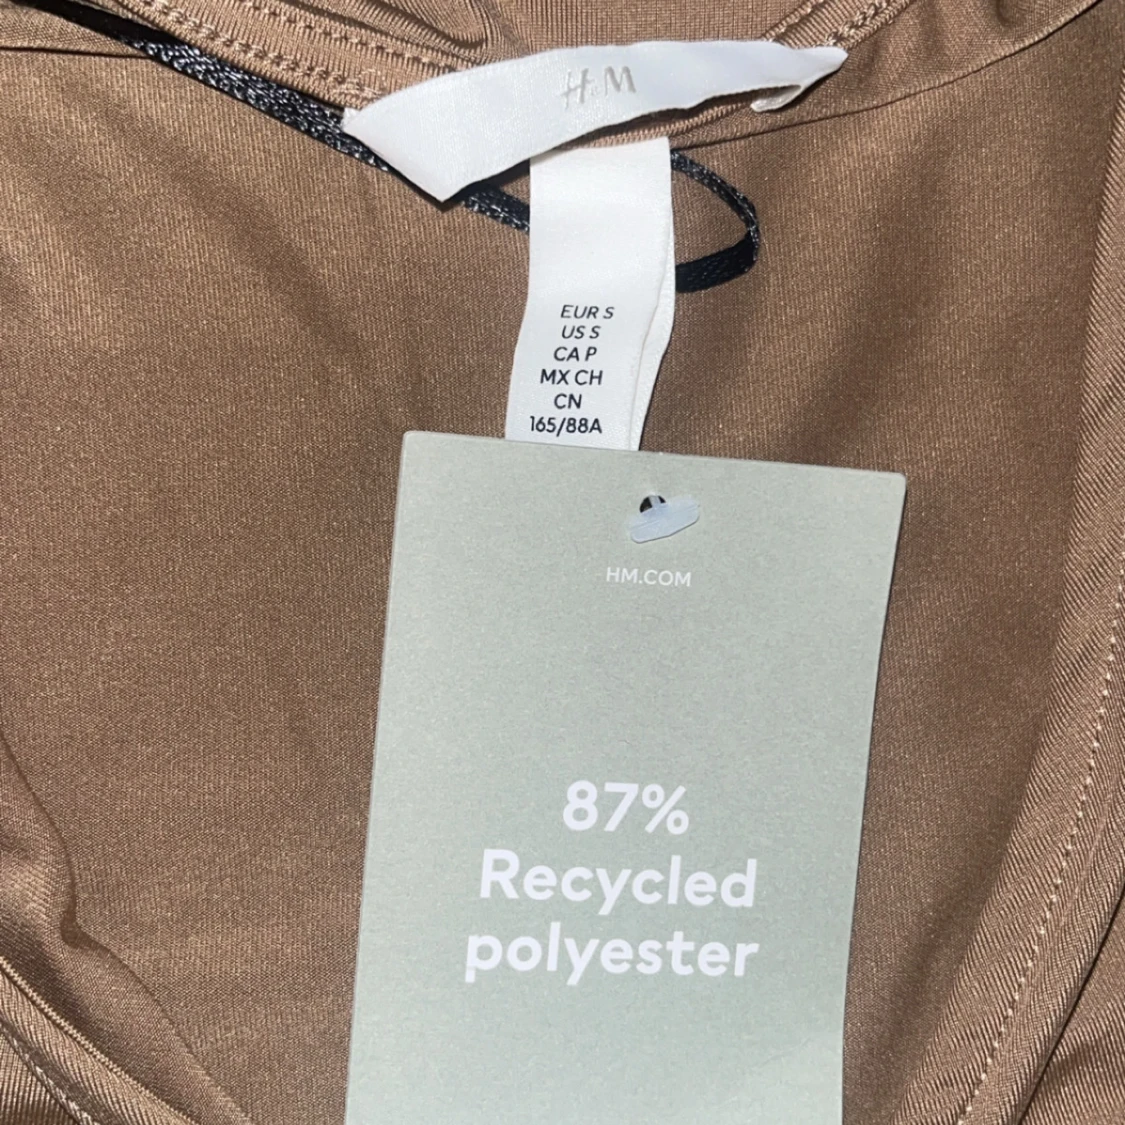 H&M
EUR S
US S
CA P
MX CH
CN
165/88A
HM.COM
87%
Recycled
polyester